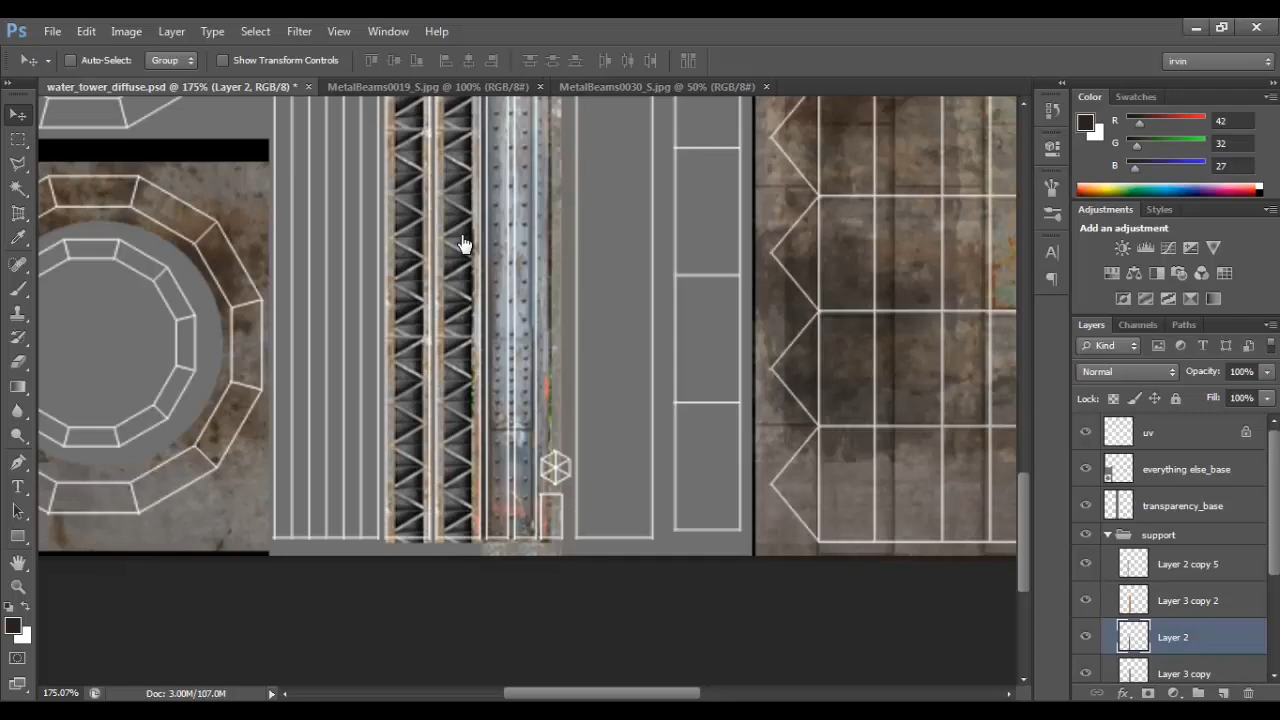 Ps File Edit Image Layer Type Select Filter View Window Help
Auto-Select: Group Show Transform Controls irvin
water_tower_diffuse.psd @ 175% (Layer 2, RGB/8) * × MetalBeams0019_S.jpg @ 100% (RGB/8#) × MetalBeams0030_S.jpg @ 50% (RGB/8#) ×
Color Swatches
R 42
G 32
B 27
Adjustments Styles
Add an adjustment
Layers Channels Paths
Kind
Normal Opacity: 100%
Lock: Fill: 100%
uv
everything else_base
transparency_base
support
Layer 2 copy 5
Layer 3 copy 2
Layer 2
Layer 3 copy
175.07% Doc: 3.00M/107.0M